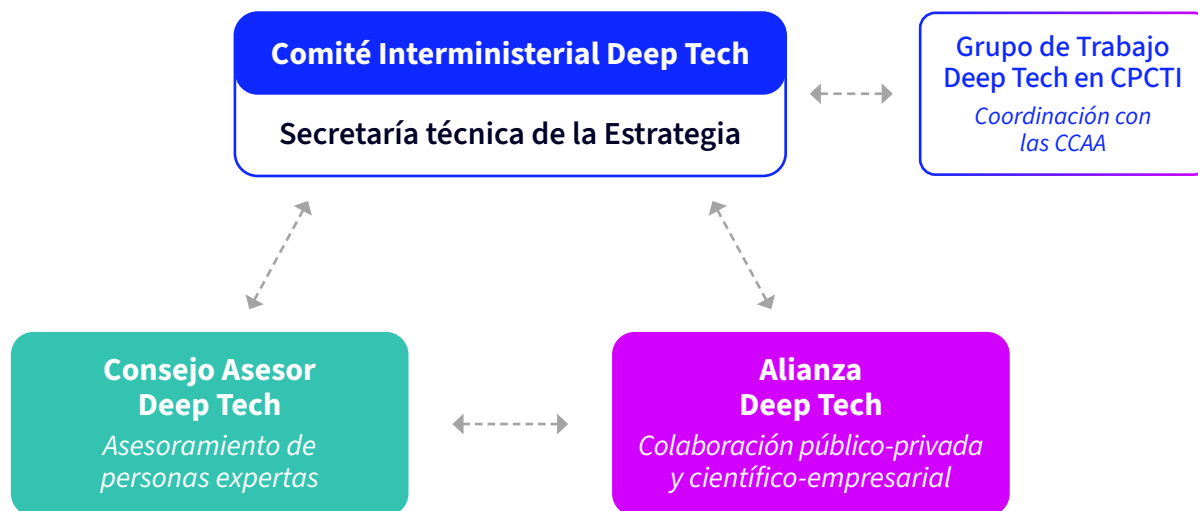 Comité Interministerial Deep Tech
Secretaría técnica de la Estrategia
Grupo de Trabajo
Deep Tech en CPCTI
Coordinación con
las CCAA
Consejo Asesor
Deep Tech
Asesoramiento de
personas expertas
Alianza
Deep Tech
Colaboración público-privada
y científico-empresarial